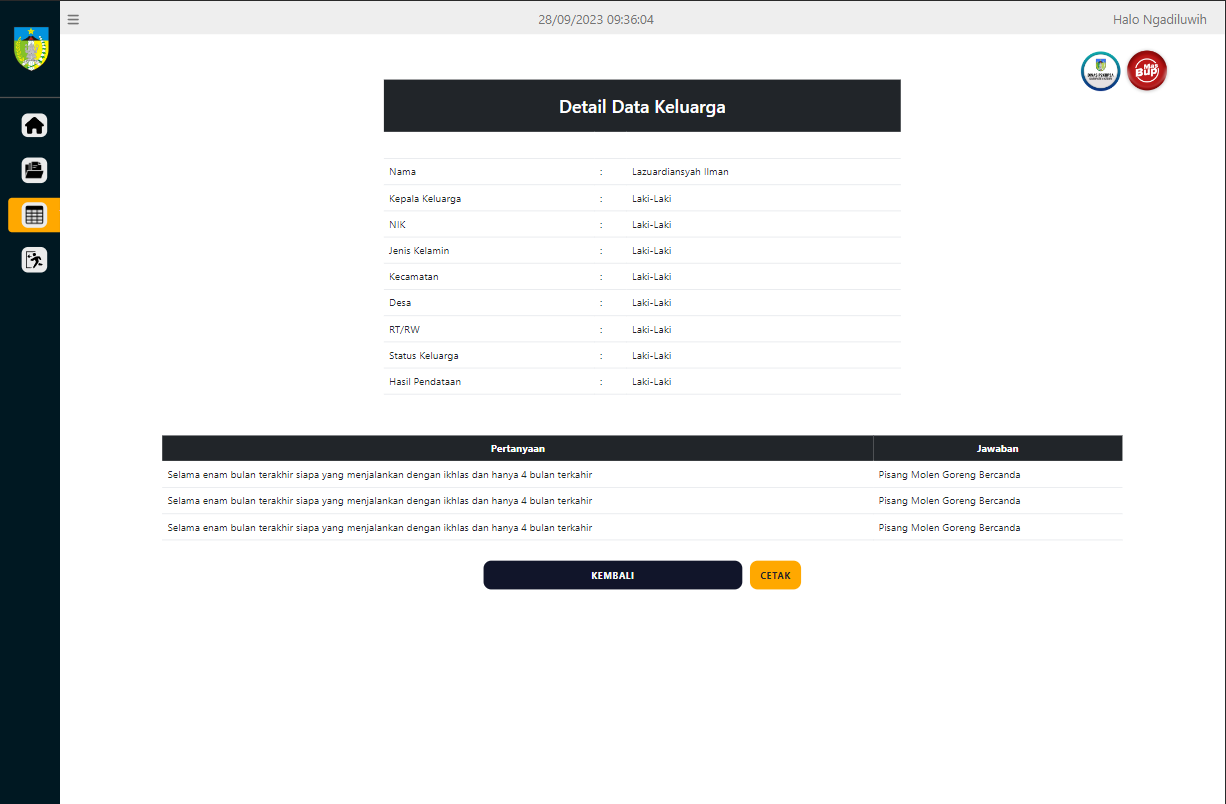 28/09/2023 09:36:04
Halo Ngadiluwih
Mas BUP
Detail Data Keluarga
Nama : Lazuardiansyah Ilman
Kepala Keluarga : Laki-Laki
NIK : Laki-Laki
Jenis Kelamin : Laki-Laki
Kecamatan : Laki-Laki
Desa : Laki-Laki
RT/RW : Laki-Laki
Status Keluarga : Laki-Laki
Hasil Pendataan : Laki-Laki
Pertanyaan Jawaban
Selama enam bulan terakhir siapa yang menjalankan dengan ikhlas dan hanya 4 bulan terkahir Pisang Molen Goreng Bercanda
Selama enam bulan terakhir siapa yang menjalankan dengan ikhlas dan hanya 4 bulan terkahir Pisang Molen Goreng Bercanda
Selama enam bulan terakhir siapa yang menjalankan dengan ikhlas dan hanya 4 bulan terkahir Pisang Molen Goreng Bercanda
KEMBALI CETAK